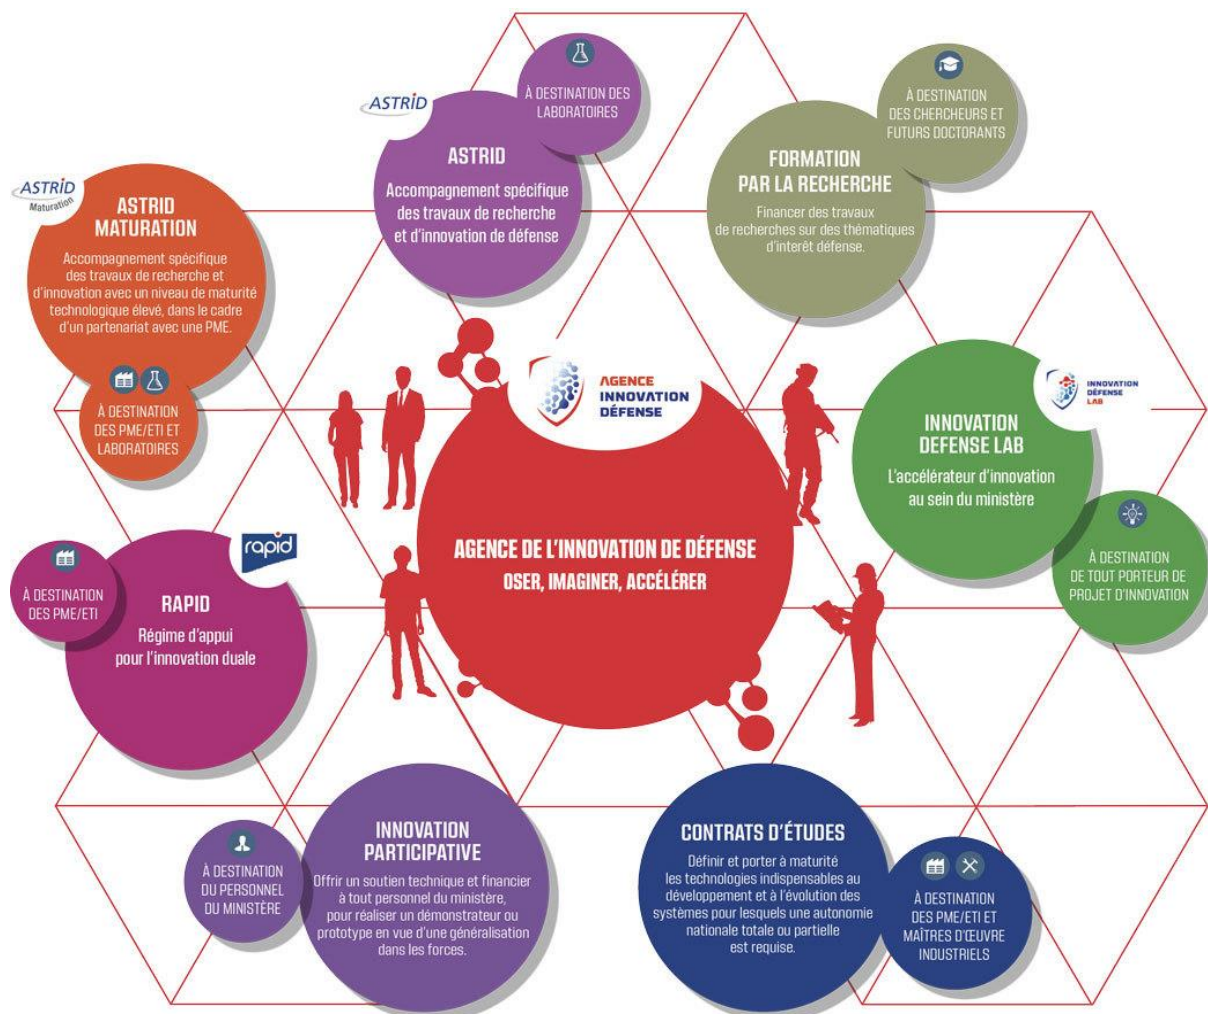 ASTRID
À DESTINATION DES
LABORATOIRES
ASTRID
Accompagnement spécifique
des travaux de recherche
et d'innovation de défense
À DESTINATION
DES CHERCHEURS ET
FUTURS DOCTORANTS
FORMATION
PAR LA RECHERCHE
Financer des travaux
de recherches sur des thématiques
d'interêt défense.
ASTRID
Maturation
ASTRID
MATURATION
Accompagnement spécifique
des travaux de recherche et
d'innovation avec un niveau de maturité
technologique élevé, dans le cadre
d'un partenariat avec une PME.
À DESTINATION
DES PME/ETI ET
LABORATOIRES
AGENCE
INNOVATION
DÉFENSE
AGENCE DE L'INNOVATION DE DÉFENSE
OSER, IMAGINER, ACCÉLÉRER
INNOVATION
DÉFENSE
LAB
INNOVATION
DEFENSE LAB
L'accélérateur d'innovation
au sein du ministère
À DESTINATION
DE TOUT PORTEUR DE
PROJET D'INNOVATION
rapid
À DESTINATION
DES PME/ETI
RAPID
Régime d'appui
pour l'innovation duale
À DESTINATION
DU PERSONNEL
DU MINISTÈRE
INNOVATION
PARTICIPATIVE
Offrir un soutien technique et financier
à tout personnel du ministère,
pour réaliser un démonstrateur ou
prototype en vue d'une généralisation
dans les forces.
CONTRATS D'ÉTUDES
Définir et porter à maturité
les technologies indispensables au
développement et à l'évolution des
systèmes pour lesquels une autonomie
nationale totale ou partielle
est requise.
À DESTINATION
DES PME/ETI ET
MAÎTRES D'ŒUVRE
INDUSTRIELS